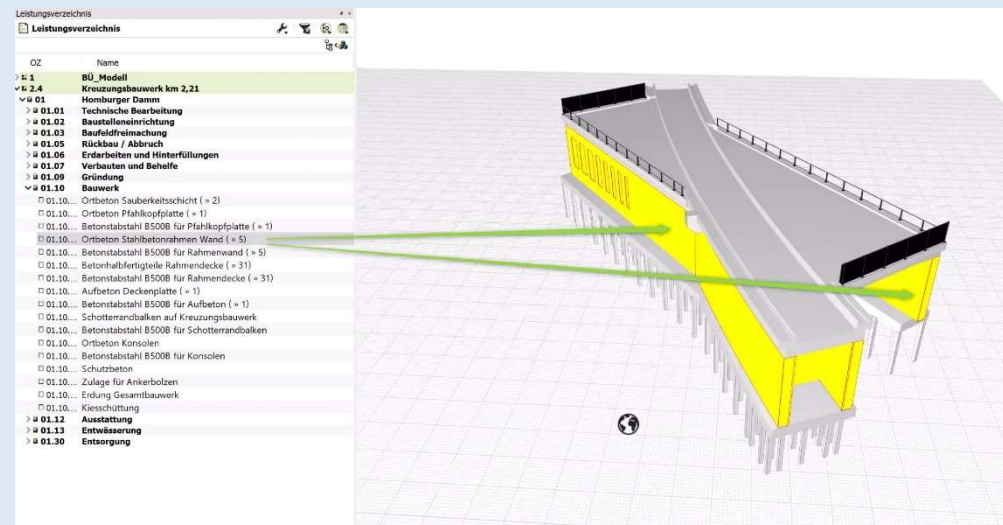 Leistungsverzeichnis
Leistungsverzeichnis
OZ Name
1 BÜ_Modell
2.4 Kreuzungsbauwerk km 2,21
01 Homburger Damm
01.01 Technische Bearbeitung
01.02 Baustelleneinrichtung
01.03 Baufeldfreimachung
01.05 Rückbau / Abbruch
01.06 Erdarbeiten und Hinterfüllungen
01.07 Verbauten und Behelfe
01.09 Gründung
01.10 Bauwerk
01.10.... Ortbeton Sauberkeitsschicht ( » 2)
01.10.... Ortbeton Pfahlkopfplatte ( » 1)
01.10.... Betonstabstahl B500B für Pfahlkopfplatte ( » 1)
01.10.... Ortbeton Stahlbetonrahmen Wand ( » 5)
01.10.... Betonstabstahl B500B für Rahmenwand ( » 5)
01.10.... Betonhalbfertigteile Rahmendecke ( » 31)
01.10.... Betonstabstahl B500B für Rahmendecke ( » 31)
01.10.... Aufbeton Deckenplatte ( » 1)
01.10.... Betonstabstahl B500B für Aufbeton ( » 1)
01.10.... Schotterrandbalken auf Kreuzungsbauwerk
01.10.... Betonstabstahl B500B für Schotterrandbalken
01.10.... Ortbeton Konsolen
01.10.... Betonstabstahl B500B für Konsolen
01.10.... Schutzbeton
01.10.... Zulage für Ankerbolzen
01.10.... Erdung Gesamtbauwerk
01.10.... Kiesschüttung
01.12 Ausstattung
01.13 Entwässerung
01.30 Entsorgung